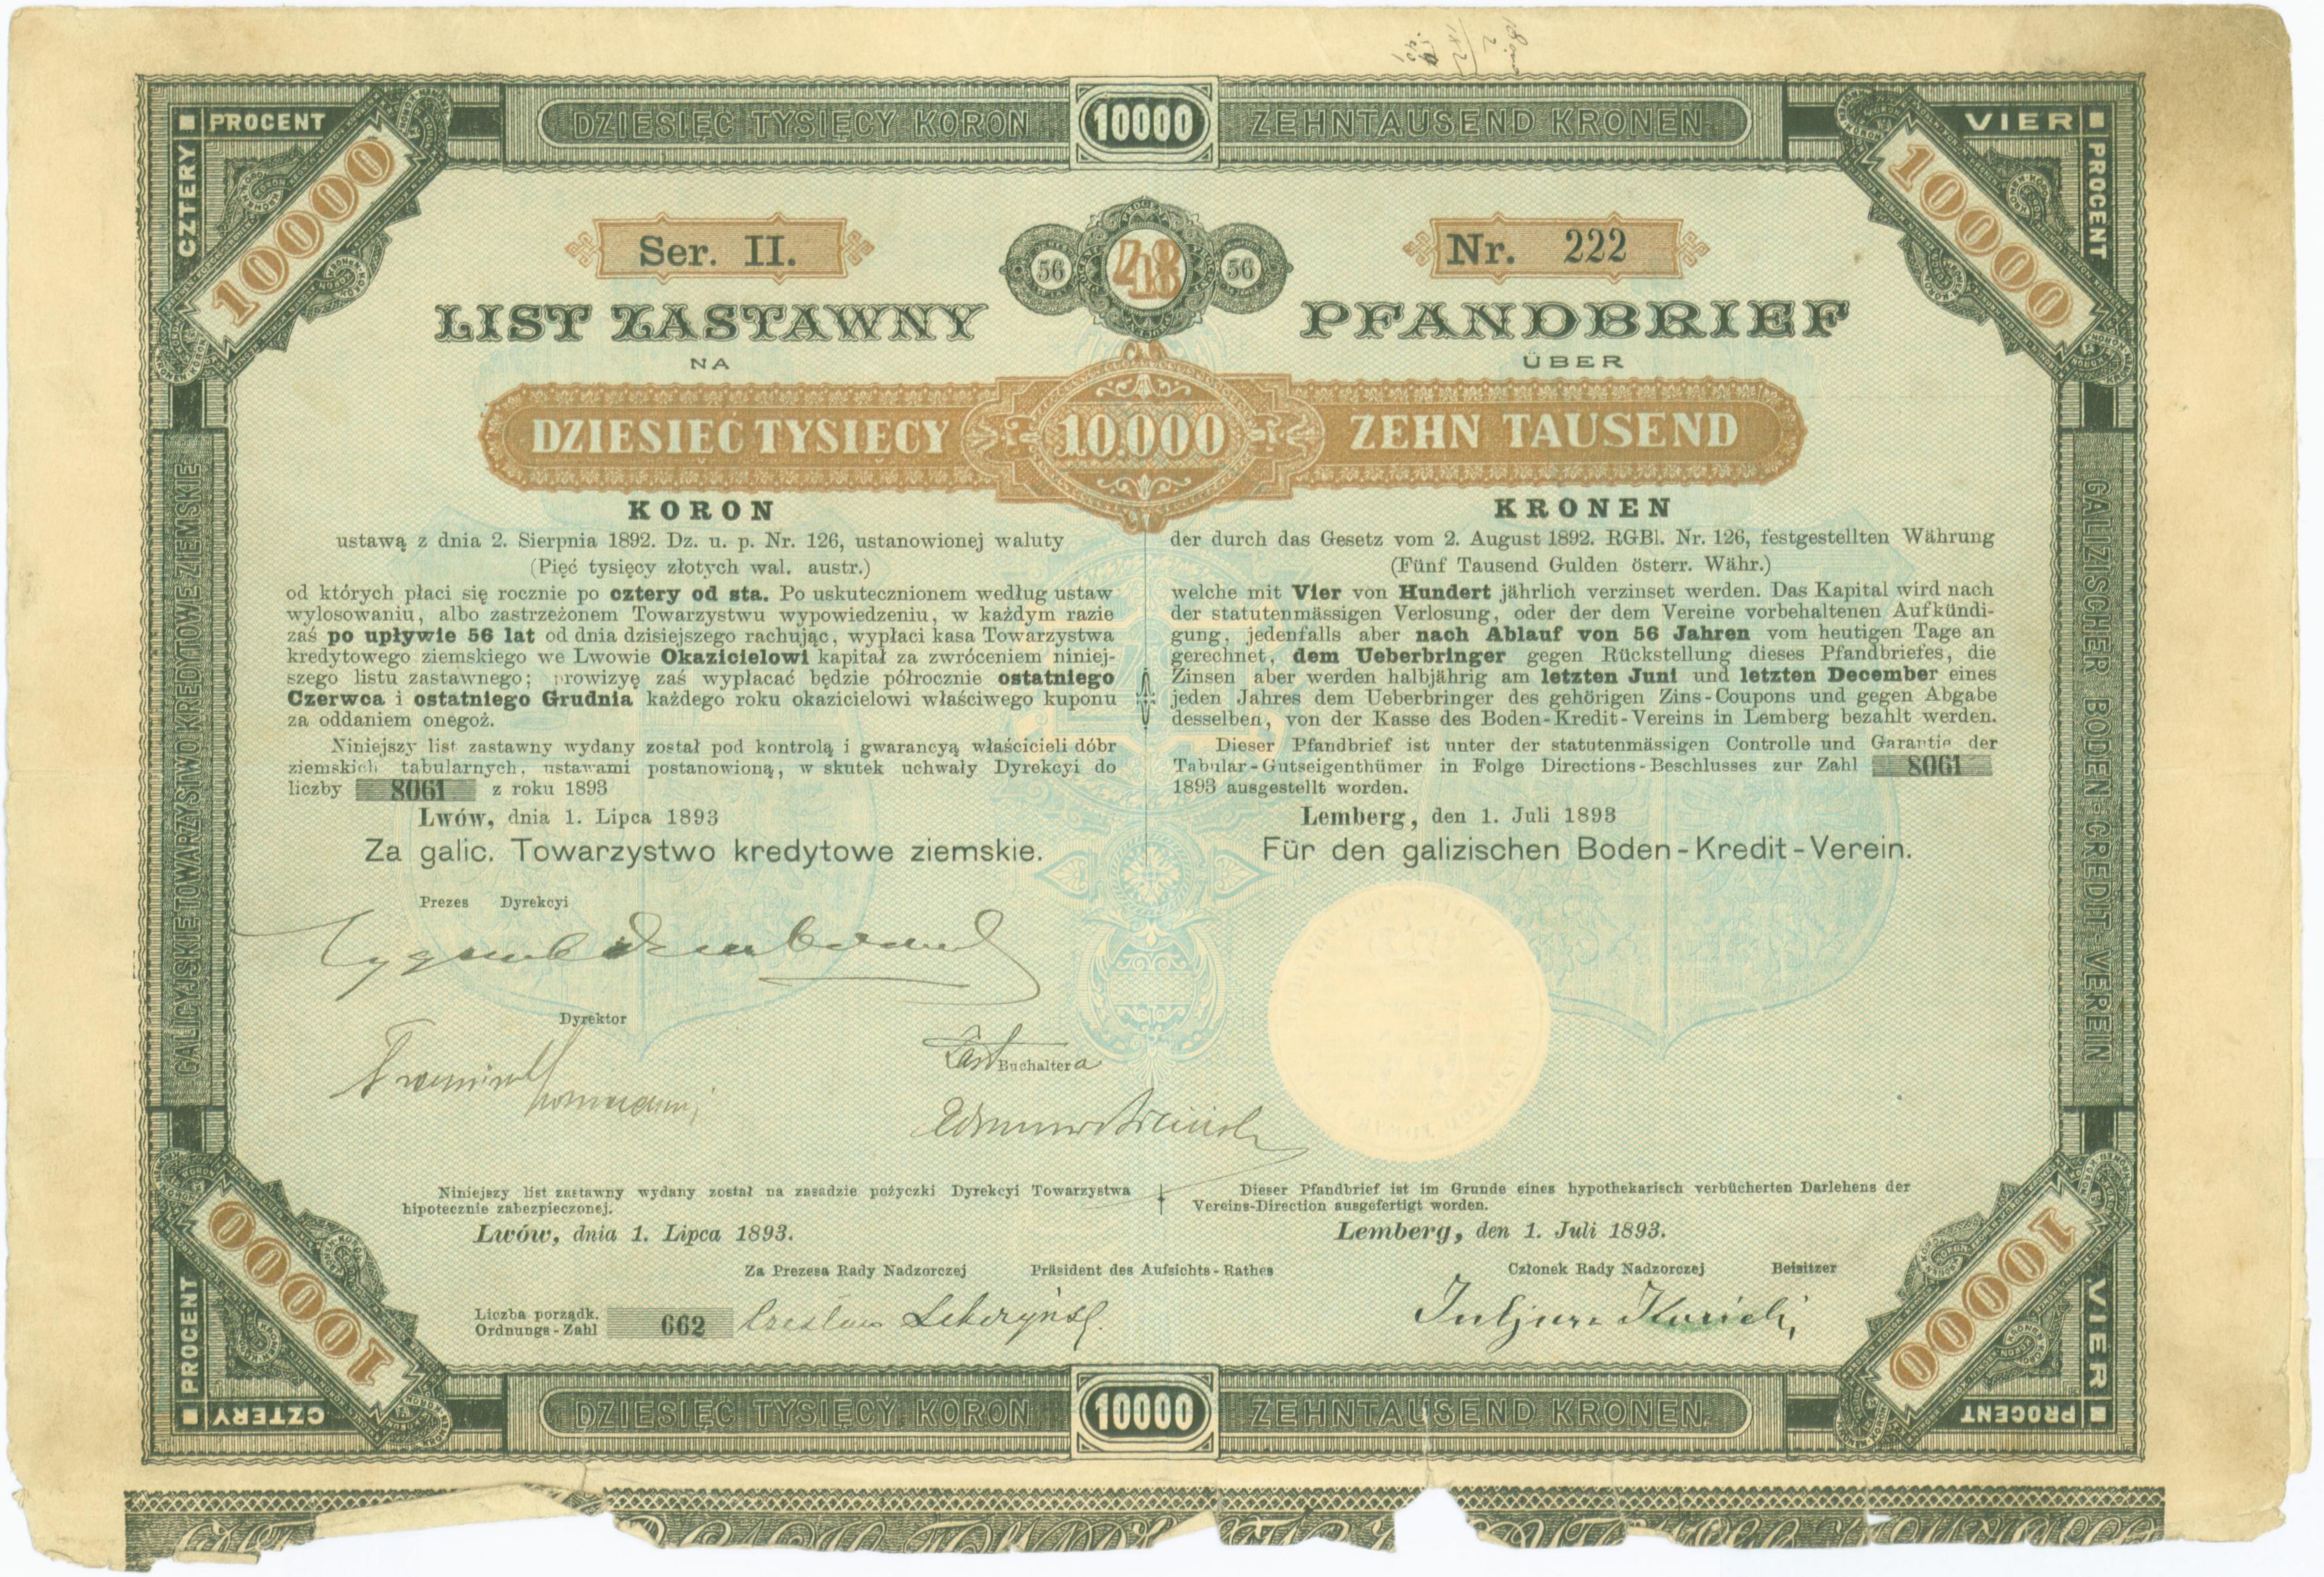 DZIESIĘĆ TYSIĘCY KORON 10000 ZEHNTAUSEND KRONEN
PROCENT
CZTERY
10000
VIER
PROCENT
10000
Ser. II.
56 4% 56
Nr. 222
LIST ZASTAWNY
NA
DZIESIĘĆ TYSIĘCY 10.000 ZEHN TAUSEND
KORON
ustawą z dnia 2. Sierpnia 1892. Dz. u. p. Nr. 126, ustanowionej waluty
(Pięć tysięcy złotych wal. austr.)
od których płaci się rocznie po cztery od sta. Po uskutecznionem według ustaw
wylosowaniu, albo zastrzeżonem Towarzystwu wypowiedzeniu, w każdym razie
zaś po upływie 56 lat od dnia dzisiejszego rachując, wypłaci kasa Towarzystwa
kredytowego ziemskiego we Lwowie Okazicielowi kapitał za zwróceniem niniej-
szego listu zastawnego; prowizyę zaś wypłacać będzie półrocznie ostatniego
Czerwca i ostatniego Grudnia każdego roku okazicielowi właściwego kuponu
za oddaniem onegoż.
Niniejszy list zastawny wydany został pod kontrolą i gwarancyą właścicieli dóbr
ziemskich tabularnych, ustawami postanowioną, w skutek uchwały Dyrekcyi do
liczby 8061 z roku 1893
Lwów, dnia 1. Lipca 1893
Za galic. Towarzystwo kredytowe ziemskie.
Prezes Dyrekcyi
Dyrektor
Zast Buchaltera
PFANDBRIEF
ÜBER
KRONEN
der durch das Gesetz vom 2. August 1892. RGBl. Nr. 126, festgestellten Währung
(Fünf Tausend Gulden österr. Währ.)
welche mit Vier von Hundert jährlich verzinset werden. Das Kapital wird nach
der statutenmässigen Verlosung, oder der dem Vereine vorbehaltenen Aufkündi-
gung, jedenfalls aber nach Ablauf von 56 Jahren vom heutigen Tage an
gerechnet, dem Ueberbringer gegen Rückstellung dieses Pfandbriefes, die
Zinsen aber werden halbjährig am letzten Juni und letzten December eines
jeden Jahres dem Ueberbringer des gehörigen Zins-Coupons und gegen Abgabe
desselben, von der Kasse des Boden-Kredit-Vereins in Lemberg bezahlt werden.
Dieser Pfandbrief ist unter der statutenmässigen Controlle und Garantie der
Tabular-Gutseigenthümer in Folge Directions-Beschlusses zur Zahl 8061
1893 ausgestellt worden.
Lemberg, den 1. Juli 1893
Für den galizischen Boden-Kredit-Verein.
Niniejszy list zastawny wydany został na zasadzie pożyczki Dyrekcyi Towarzystwa
hipotecznie zabezpieczonej.
Lwów, dnia 1. Lipca 1893.
Dieser Pfandbrief ist im Grunde eines hypothekarisch verbücherten Darlehens der
Vereins-Direction ausgefertigt worden.
Lemberg, den 1. Juli 1893.
Za Prezesa Rady Nadzorczej Präsident des Aufsichts-Rathes
Członek Rady Nadzorczej Beisitzer
Liczba porządk.
Ordnungs-Zahl 662
GALICYJSKIE TOWARZYSTWO KREDYTOWE ZIEMSKIE
GALIZISCHER BODEN-CREDIT-VEREIN
10000
PROCENT
CZTERY
10000
VIER
PROCENT
DZIESIĘĆ TYSIĘCY KORON 10000 ZEHNTAUSEND KRONEN